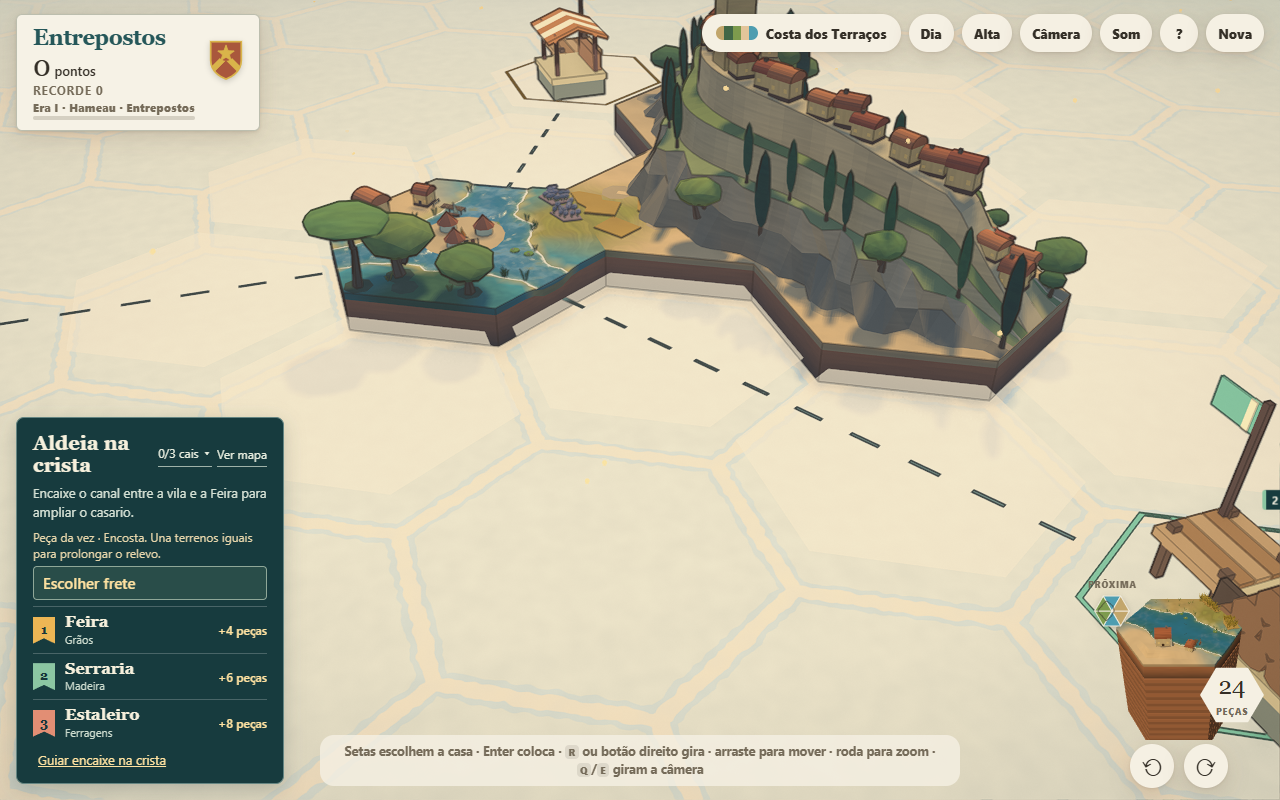 Entrepostos
0 pontos
RECORDE 0
Era I · Hameau · Entrepostos
Costa dos Terraços
Dia
Alta
Câmera
Som
?
Nova
Aldeia na crista
0/3 cais
Ver mapa
Encaixe o canal entre a vila e a Feira para
ampliar o casario.
Peça da vez · Encosta. Una terrenos iguais
para prolongar o relevo.
Escolher frete
1 Feira
Grãos
+4 peças
2 Serraria
Madeira
+6 peças
3 Estaleiro
Ferragens
+8 peças
Guiar encaixe na crista
Setas escolhem a casa · Enter coloca · R ou botão direito gira · arraste para mover · roda para zoom ·
Q / E giram a câmera
2
PRÓXIMA
24
PEÇAS